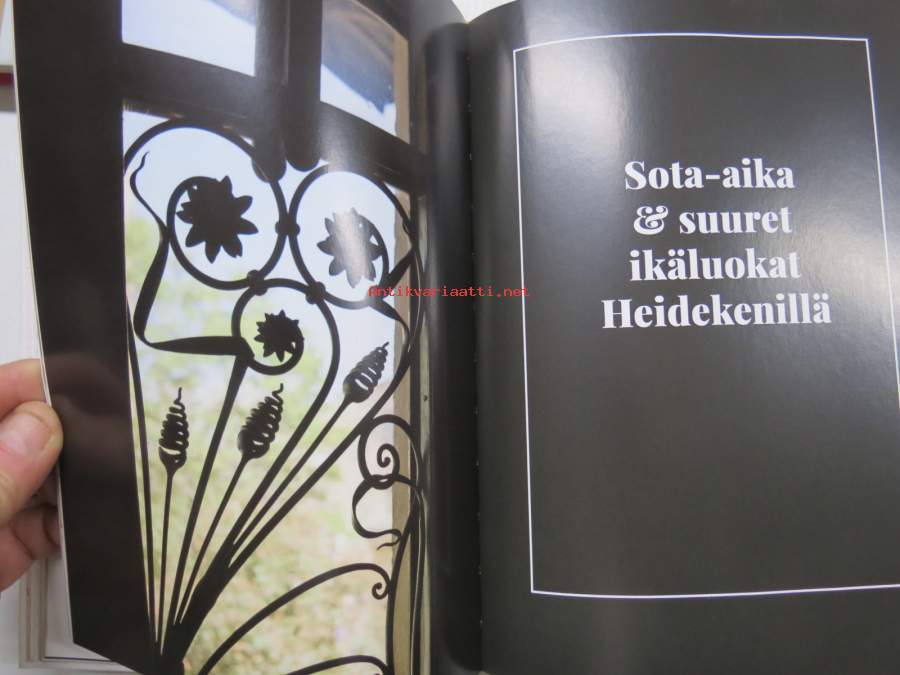 Sota-aika
& suuret
ikäluokat
Heidekenillä
Antikvariaatti.net